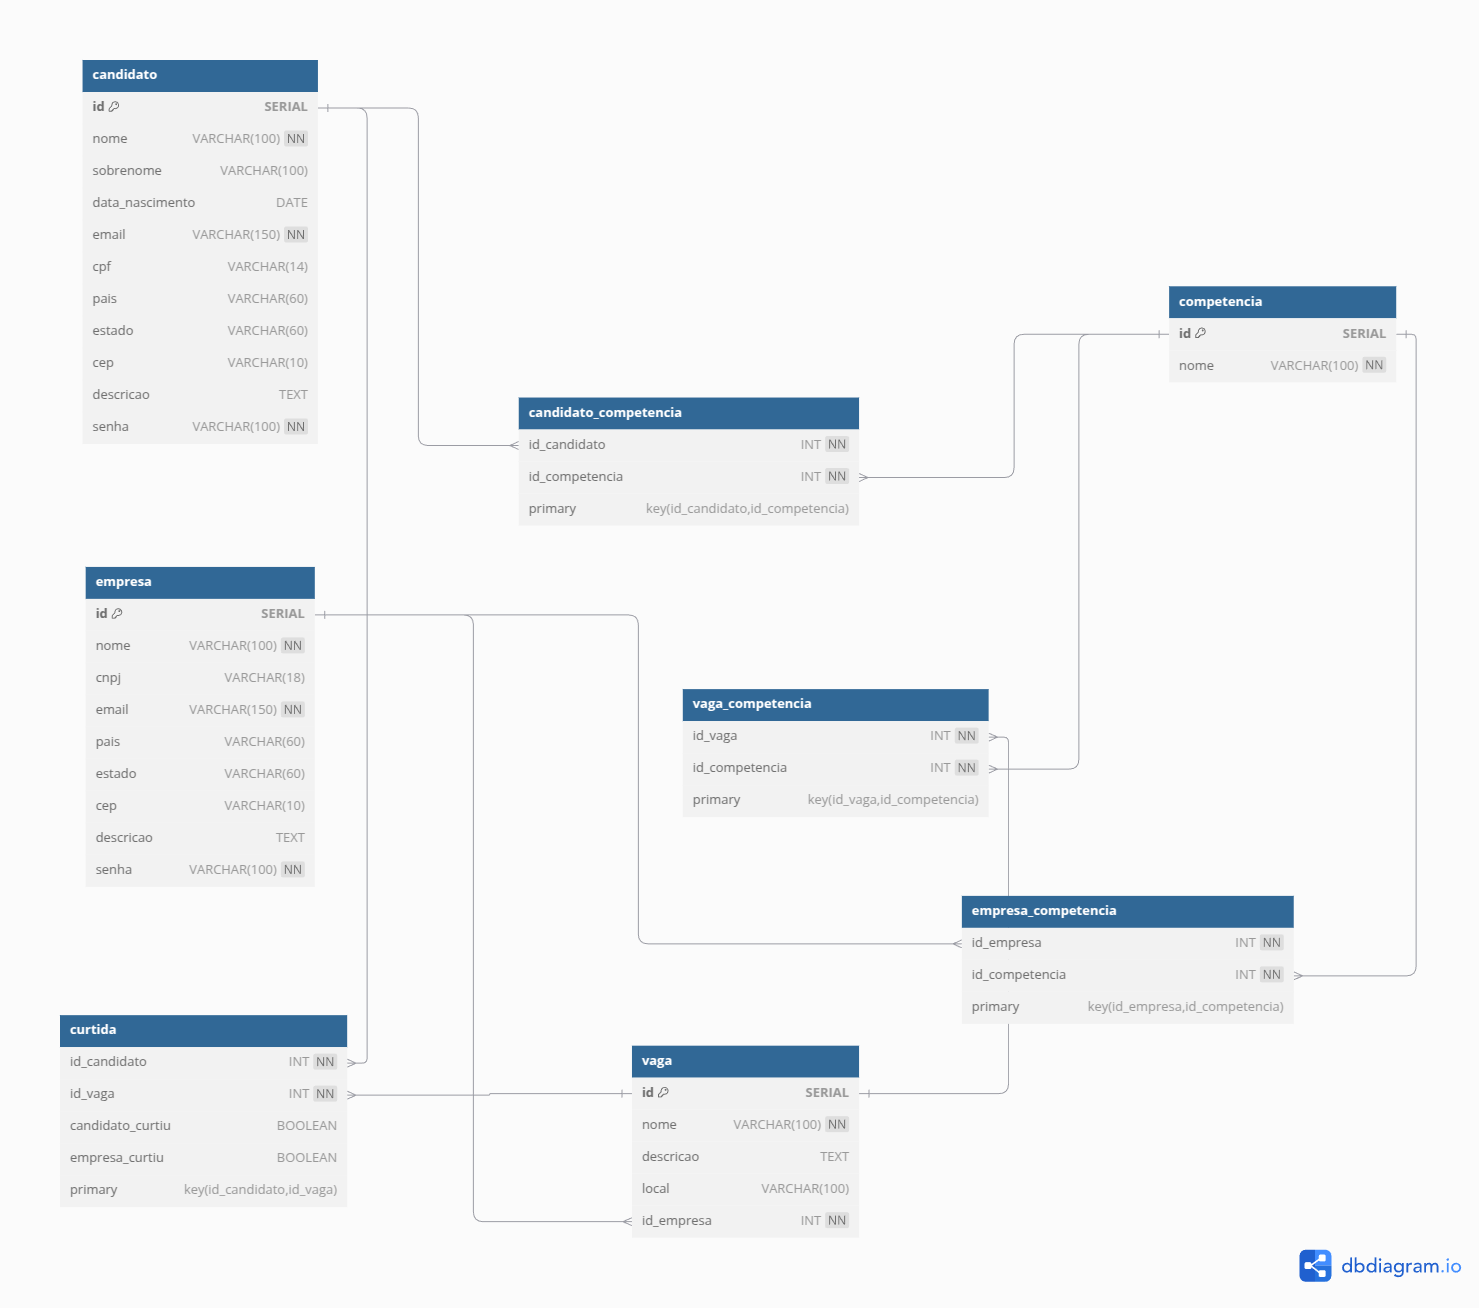 candidato
id SERIAL
nome VARCHAR(100) NN
sobrenome VARCHAR(100)
data_nascimento DATE
email VARCHAR(150) NN
cpf VARCHAR(14)
pais VARCHAR(60)
estado VARCHAR(60)
cep VARCHAR(10)
descricao TEXT
senha VARCHAR(100) NN
competencia
id SERIAL
nome VARCHAR(100) NN
candidato_competencia
id_candidato INT NN
id_competencia INT NN
primary key(id_candidato,id_competencia)
empresa
id SERIAL
nome VARCHAR(100) NN
cnpj VARCHAR(18)
email VARCHAR(150) NN
pais VARCHAR(60)
estado VARCHAR(60)
cep VARCHAR(10)
descricao TEXT
senha VARCHAR(100) NN
vaga_competencia
id_vaga INT NN
id_competencia INT NN
primary key(id_vaga,id_competencia)
empresa_competencia
id_empresa INT NN
id_competencia INT NN
primary key(id_empresa,id_competencia)
curtida
id_candidato INT NN
id_vaga INT NN
candidato_curtiu BOOLEAN
empresa_curtiu BOOLEAN
primary key(id_candidato,id_vaga)
vaga
id SERIAL
nome VARCHAR(100) NN
descricao TEXT
local VARCHAR(100)
id_empresa INT NN
dbdiagram.io